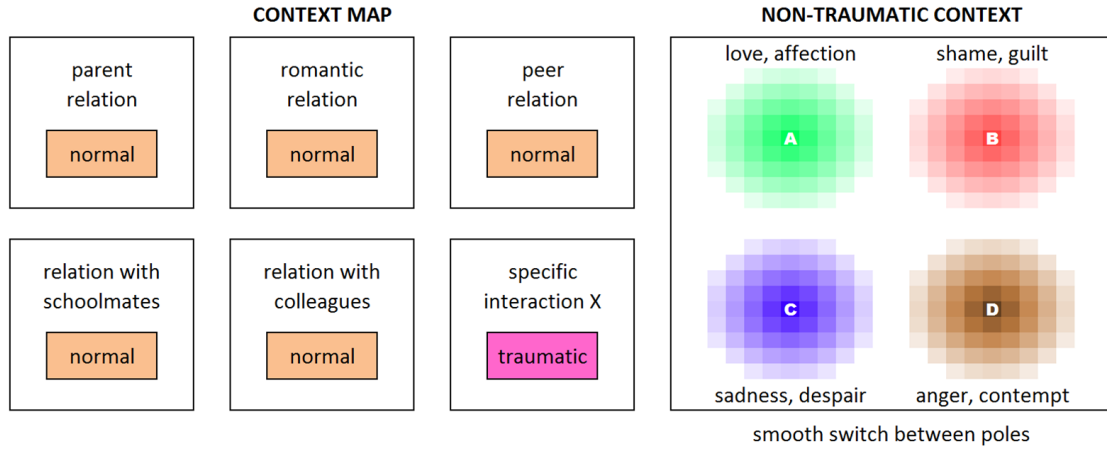 CONTEXT MAP
parent
relation
normal
romantic
relation
normal
peer
relation
normal
relation with
schoolmates
normal
relation with
colleagues
normal
specific
interaction X
traumatic
NON-TRAUMATIC CONTEXT
love, affection
A
shame, guilt
B
C
sadness, despair
D
anger, contempt
smooth switch between poles